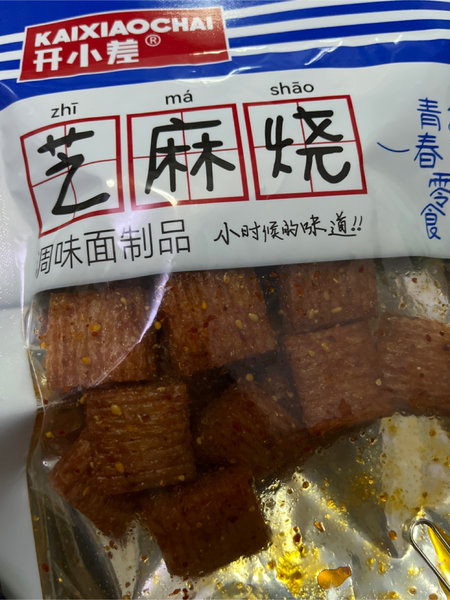 KAIXIAOCHAI
开小差®
zhī má shāo
芝麻烧
调味面制品
小时候的味道!!
青春
零食